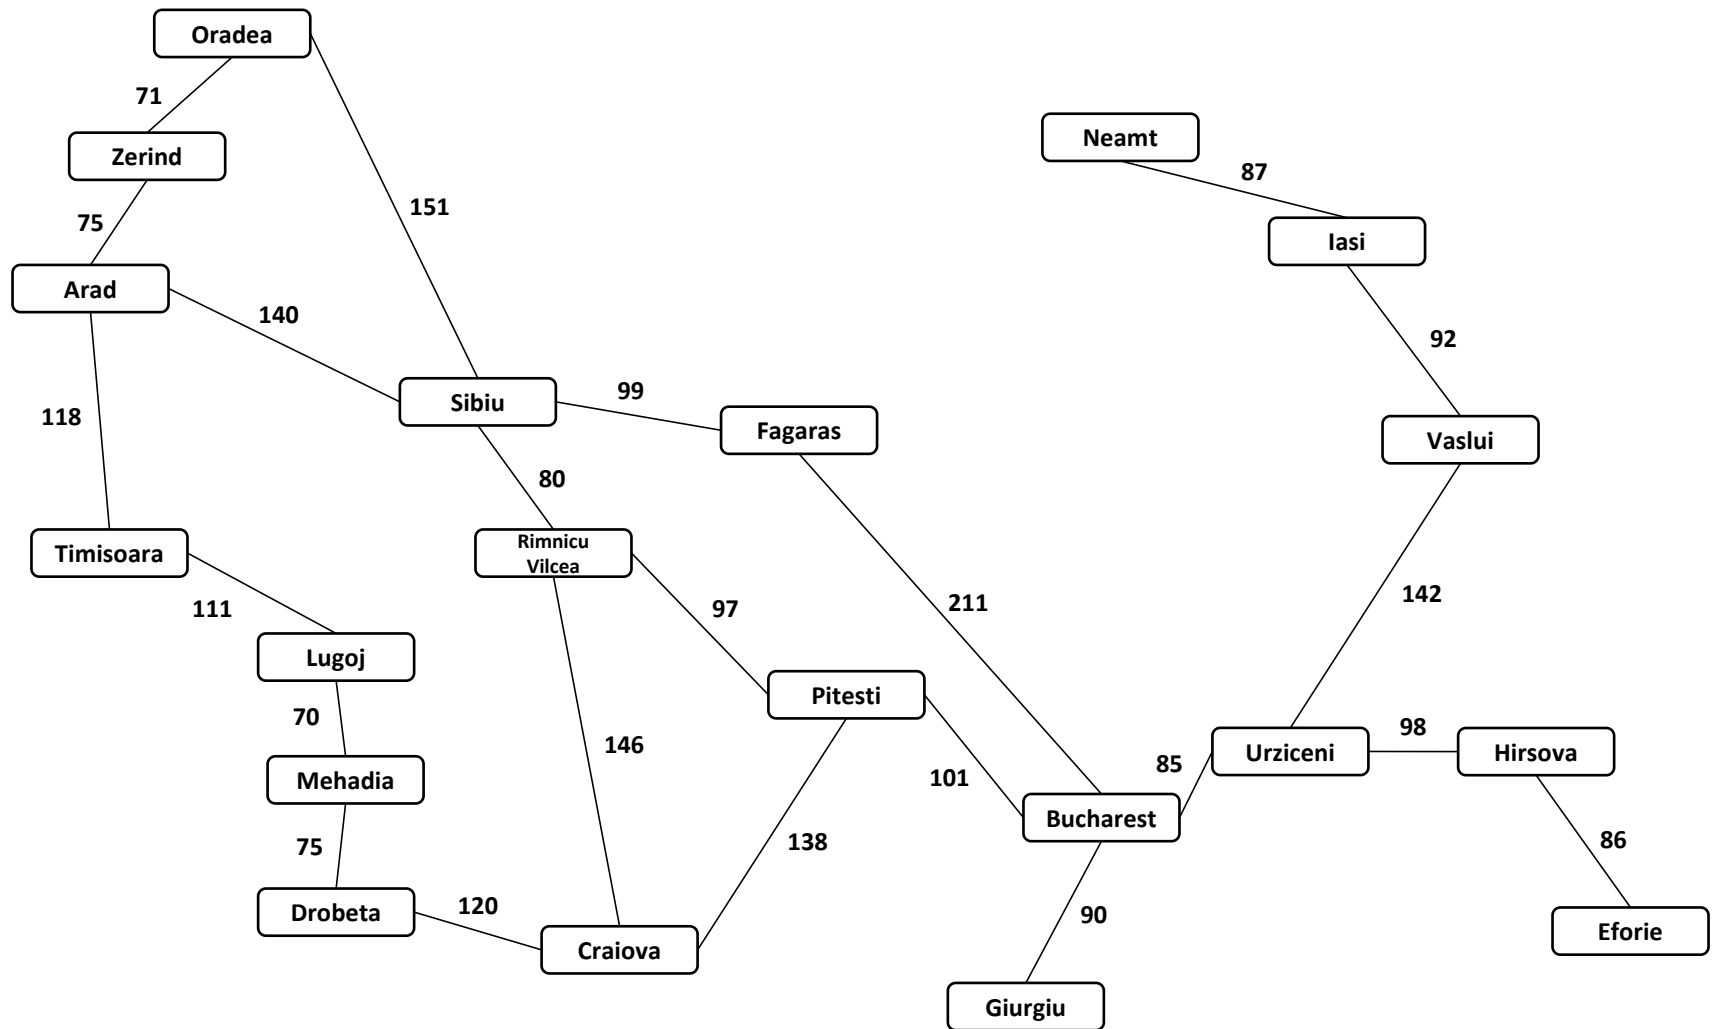 Oradea
71
Neamt
Zerind
87
151
75
Iasi
Arad
140
92
99
Sibiu
118
Fagaras
Vaslui
80
Rimnicu
Vilcea
Timisoara
142
211
111
97
Lugoj
Pitesti
70
98
146
Urziceni
Hirsova
85
Mehadia
101
Bucharest
138
86
75
120
Drobeta
90
Eforie
Craiova
Giurgiu